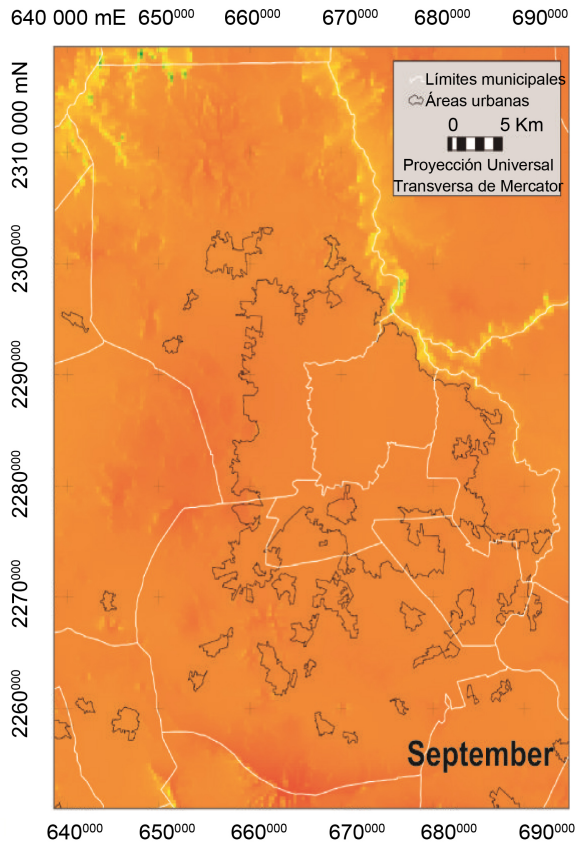 640 000 mE 650000 660000 670000 680000 690000
2310 000 mN
2300000
2290000
2280000
2270000
2260000
Límites municipales
Áreas urbanas
0 5 Km
Proyección Universal
Transversa de Mercator
September
640000 650000 660000 670000 680000 690000